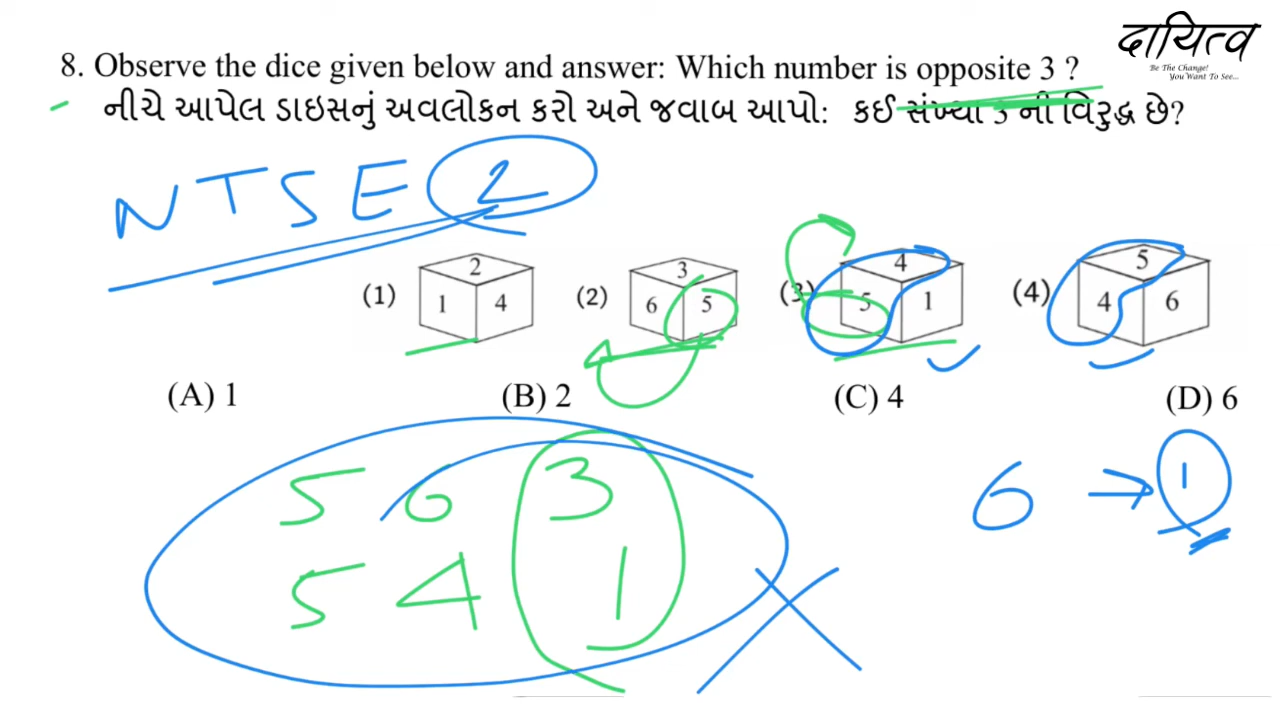 दायित्व
Be The Change!
You Want To See...
8. Observe the dice given below and answer: Which number is opposite 3 ?
નીચે આપેલ ડાઇસનું અવલોકન કરો અને જવાબ આપો: કઈ સંખ્યા 3 ની વિરુદ્ધ છે?
NTSE 2
(1) 2 1 4 (2) 3 6 5 (3) 4 5 1 (4) 5 4 6
(A) 1 (B) 2 (C) 4 (D) 6
5 6 3 6 → 1
5 4 1